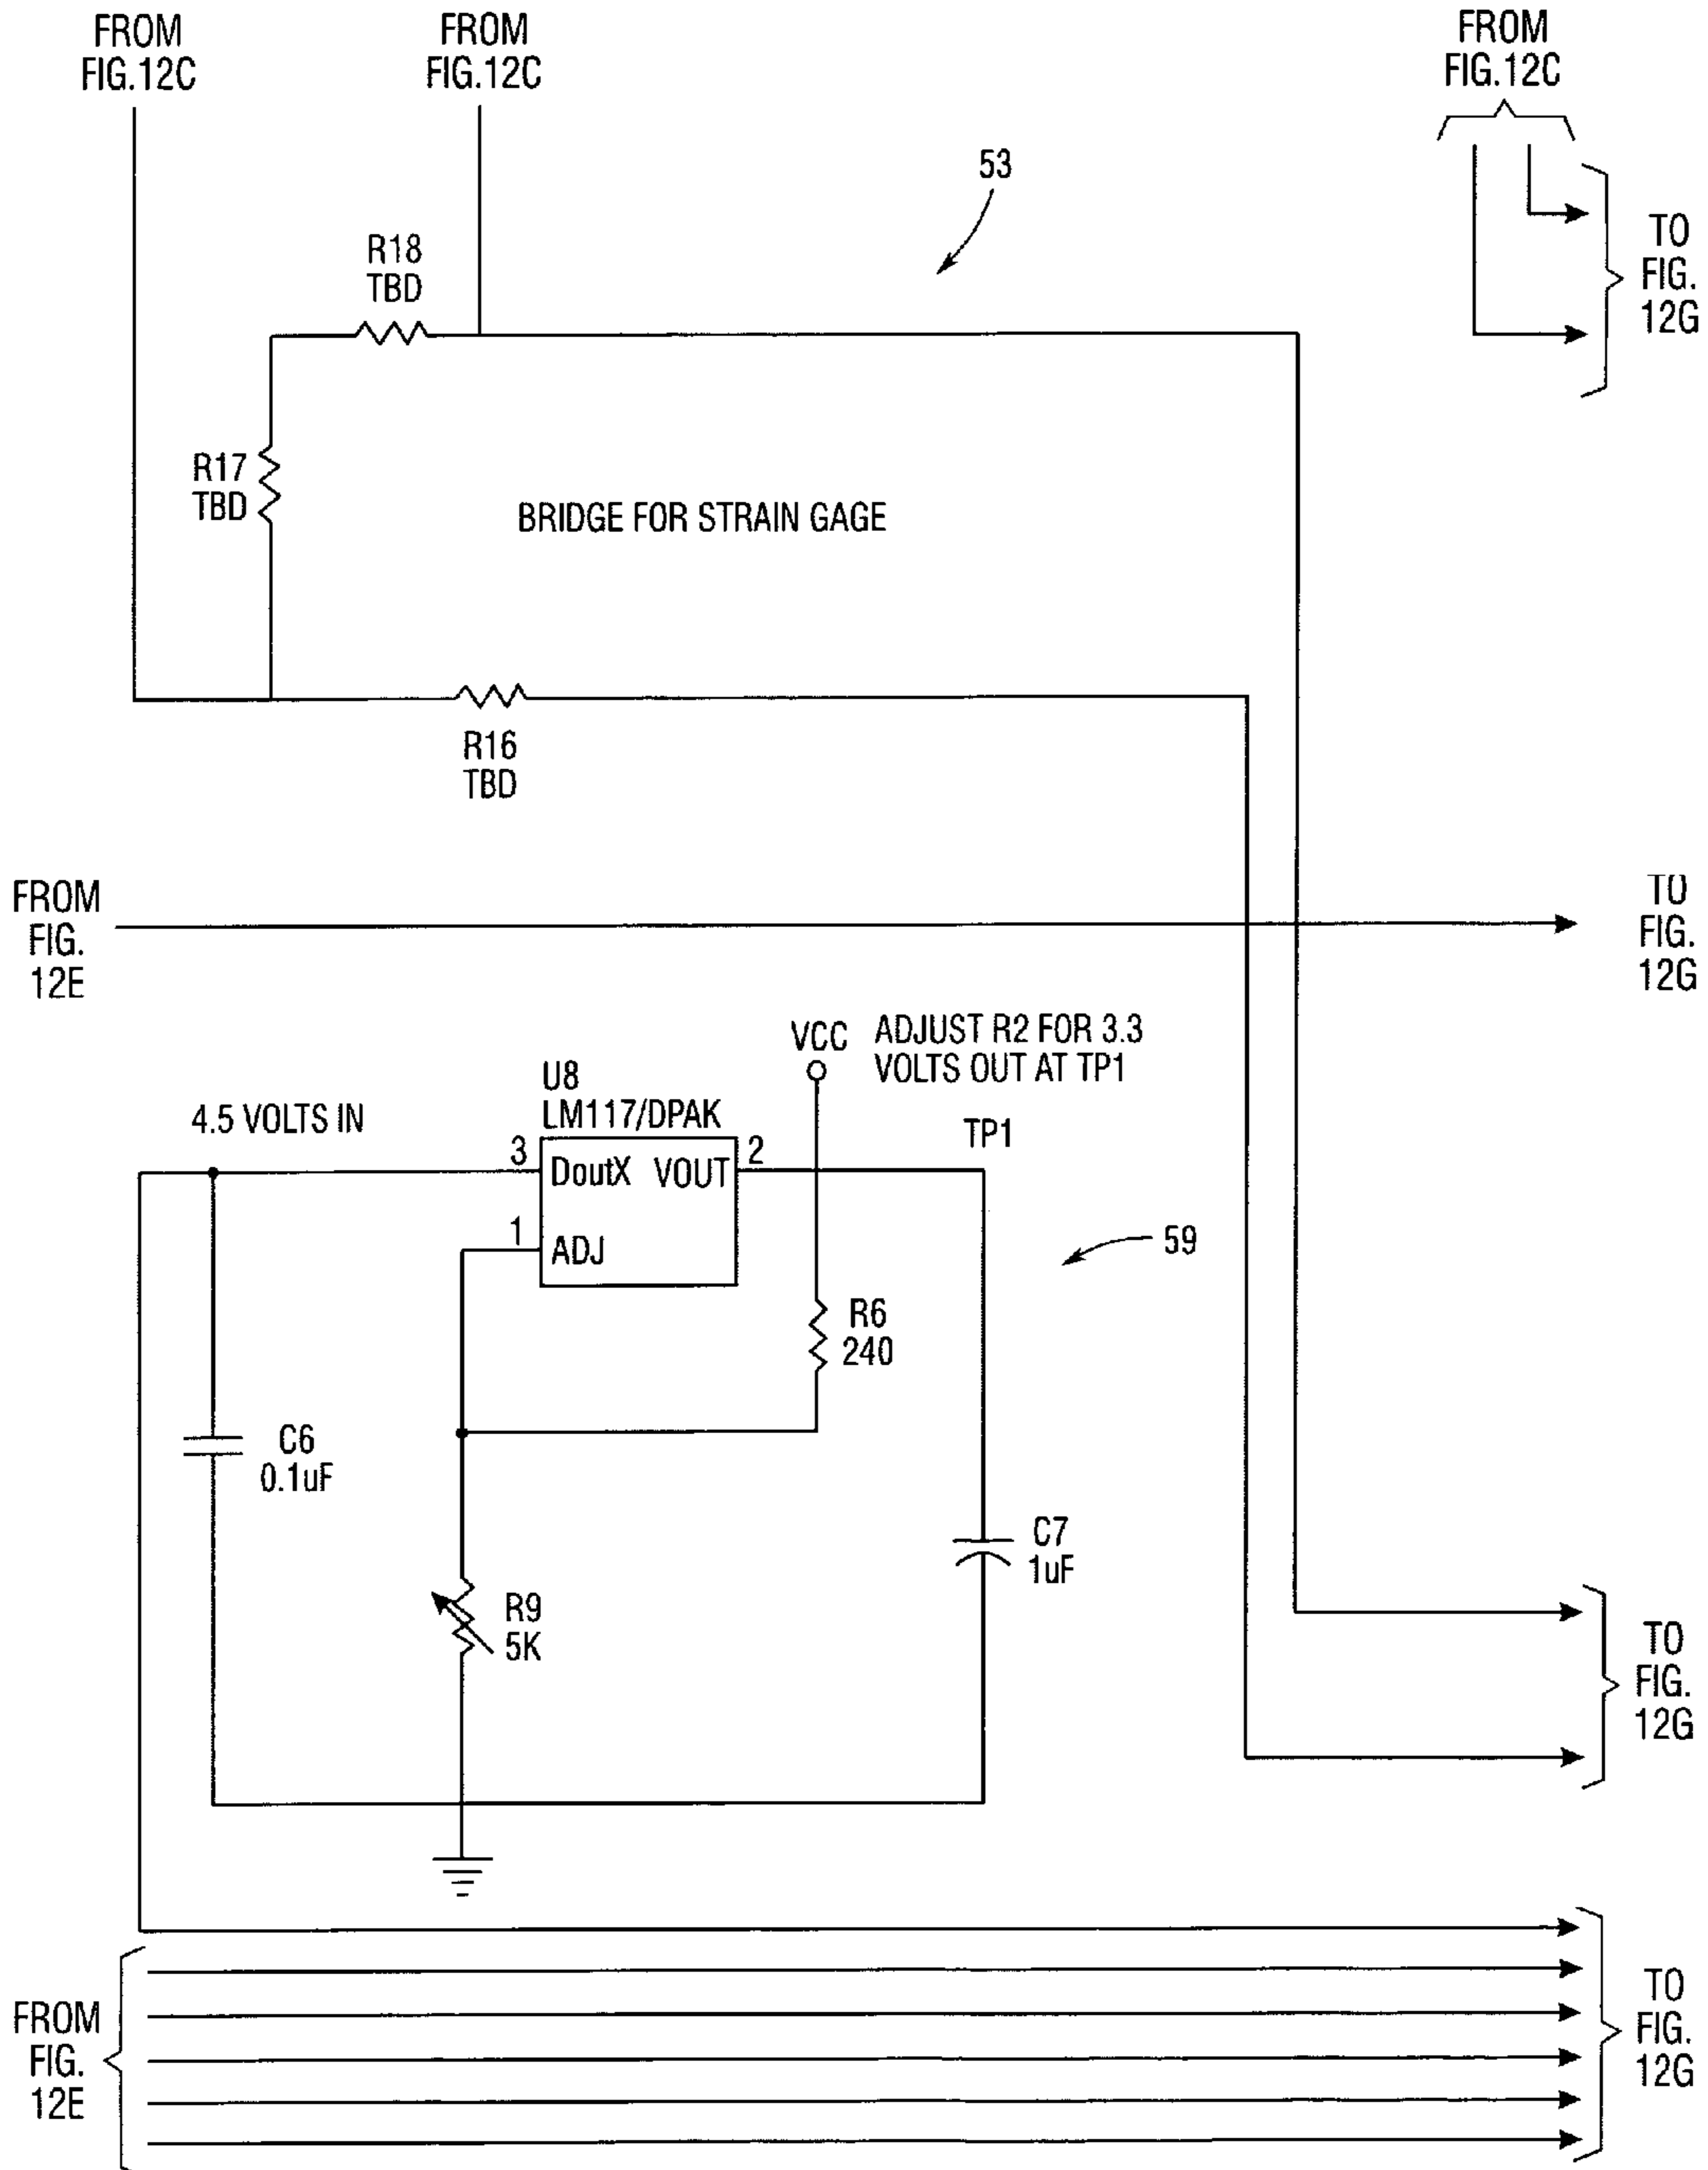 FROM
FIG.12C
FROM
FIG.12C
FROM
FIG.12C
53
TO
FIG.
12G
R18
TBD
R17
TBD
BRIDGE FOR STRAIN GAGE
R16
TBD
FROM
FIG.
12E
TO
FIG.
12G
VCC
ADJUST R2 FOR 3.3
VOLTS OUT AT TP1
U8
LM117/DPAK
4.5 VOLTS IN
TP1
3
DoutX VOUT
2
1
ADJ
59
R6
240
C6
0.1uF
C7
1uF
R9
5K
TO
FIG.
12G
FROM
FIG.
12E
TO
FIG.
12G